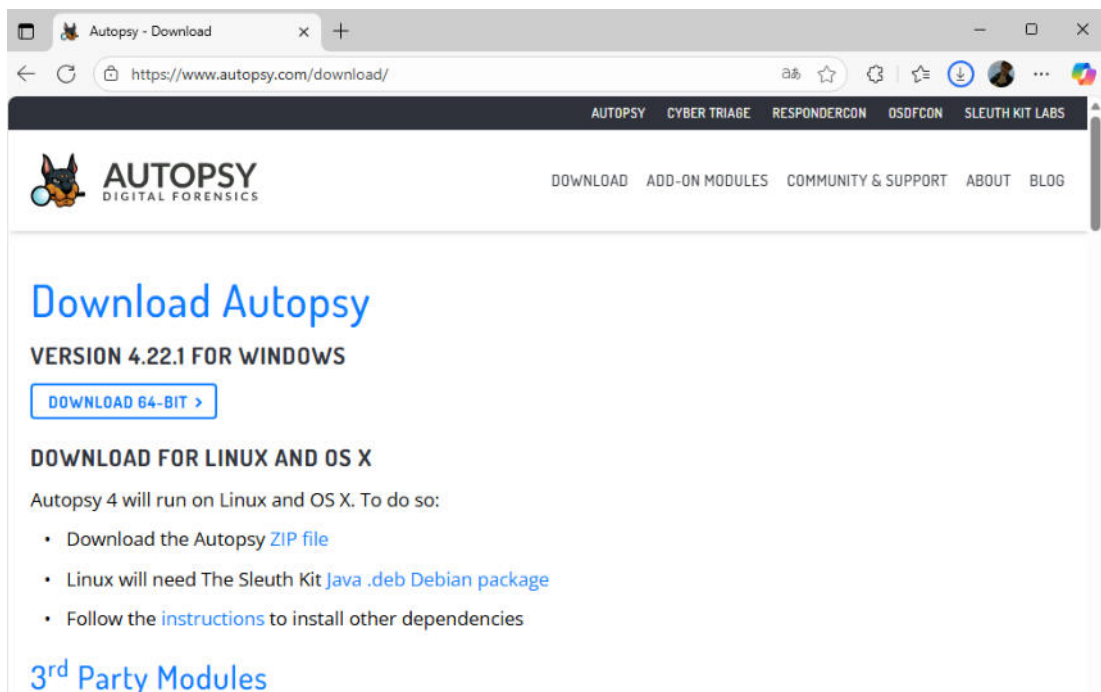 Autopsy - Download
https://www.autopsy.com/download/
AUTOPSY CYBER TRIAGE RESPONDERCON OSDFCON SLEUTH KIT LABS
AUTOPSY
DIGITAL FORENSICS
DOWNLOAD ADD-ON MODULES COMMUNITY & SUPPORT ABOUT BLOG
Download Autopsy
VERSION 4.22.1 FOR WINDOWS
DOWNLOAD 64-BIT >
DOWNLOAD FOR LINUX AND OS X
Autopsy 4 will run on Linux and OS X. To do so:
• Download the Autopsy ZIP file
• Linux will need The Sleuth Kit Java .deb Debian package
• Follow the instructions to install other dependencies
3rd Party Modules